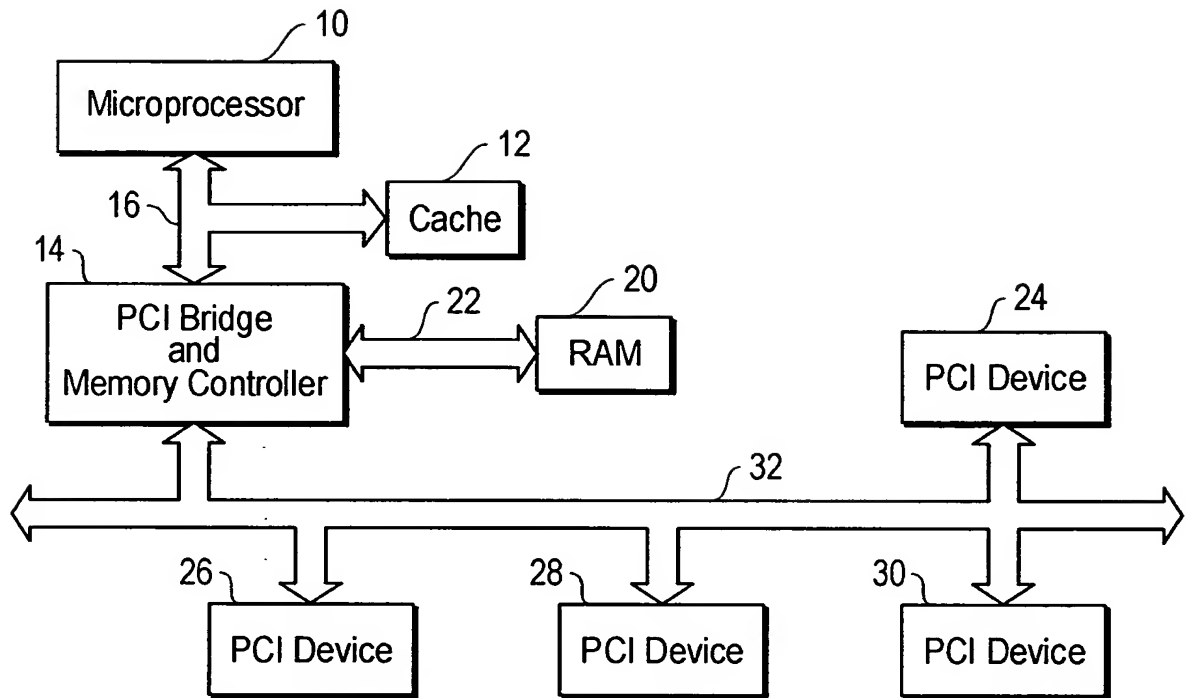 10
Microprocessor
12
16
Cache
14
PCI Bridge
and
Memory Controller
22
20
RAM
24
PCI Device
32
26
PCI Device
28
PCI Device
30
PCI Device